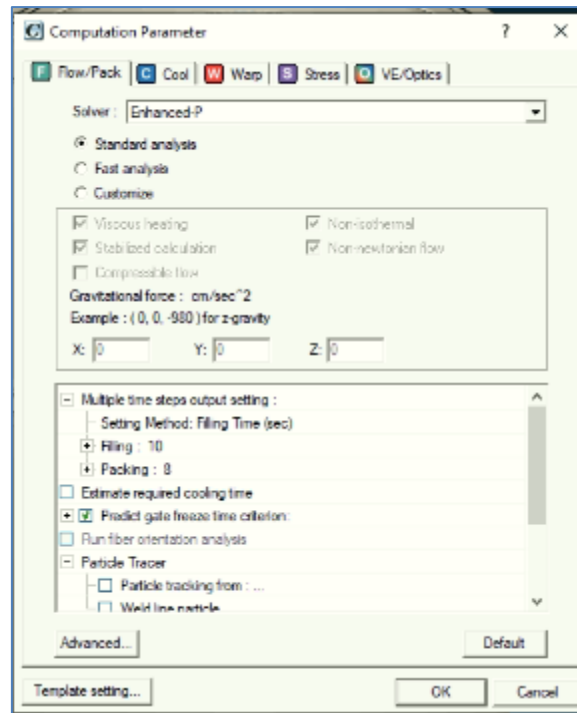 Computation Parameter ? ×
F Flow/Pack C Cool W Warp S Stress O VE/Optics
Solver : Enhanced-P
Standard analysis
Fast analysis
Customize
Viscous heating Non-isothermal
Stabilized calculation Non-newtonian flow
Compressible flow
Gravitational force : cm/sec^2
Example : ( 0, 0, -980 ) for z-gravity
X: 0 Y: 0 Z: 0
Multiple time steps output setting :
Setting Method: Filling Time (sec)
Filling : 10
Packing : 8
Estimate required cooling time
Predict gate freeze time criterion:
Run fiber orientation analysis
Particle Tracer
Particle tracking from : ...
Weld line particle
Advanced... Default
Template setting... OK Cancel